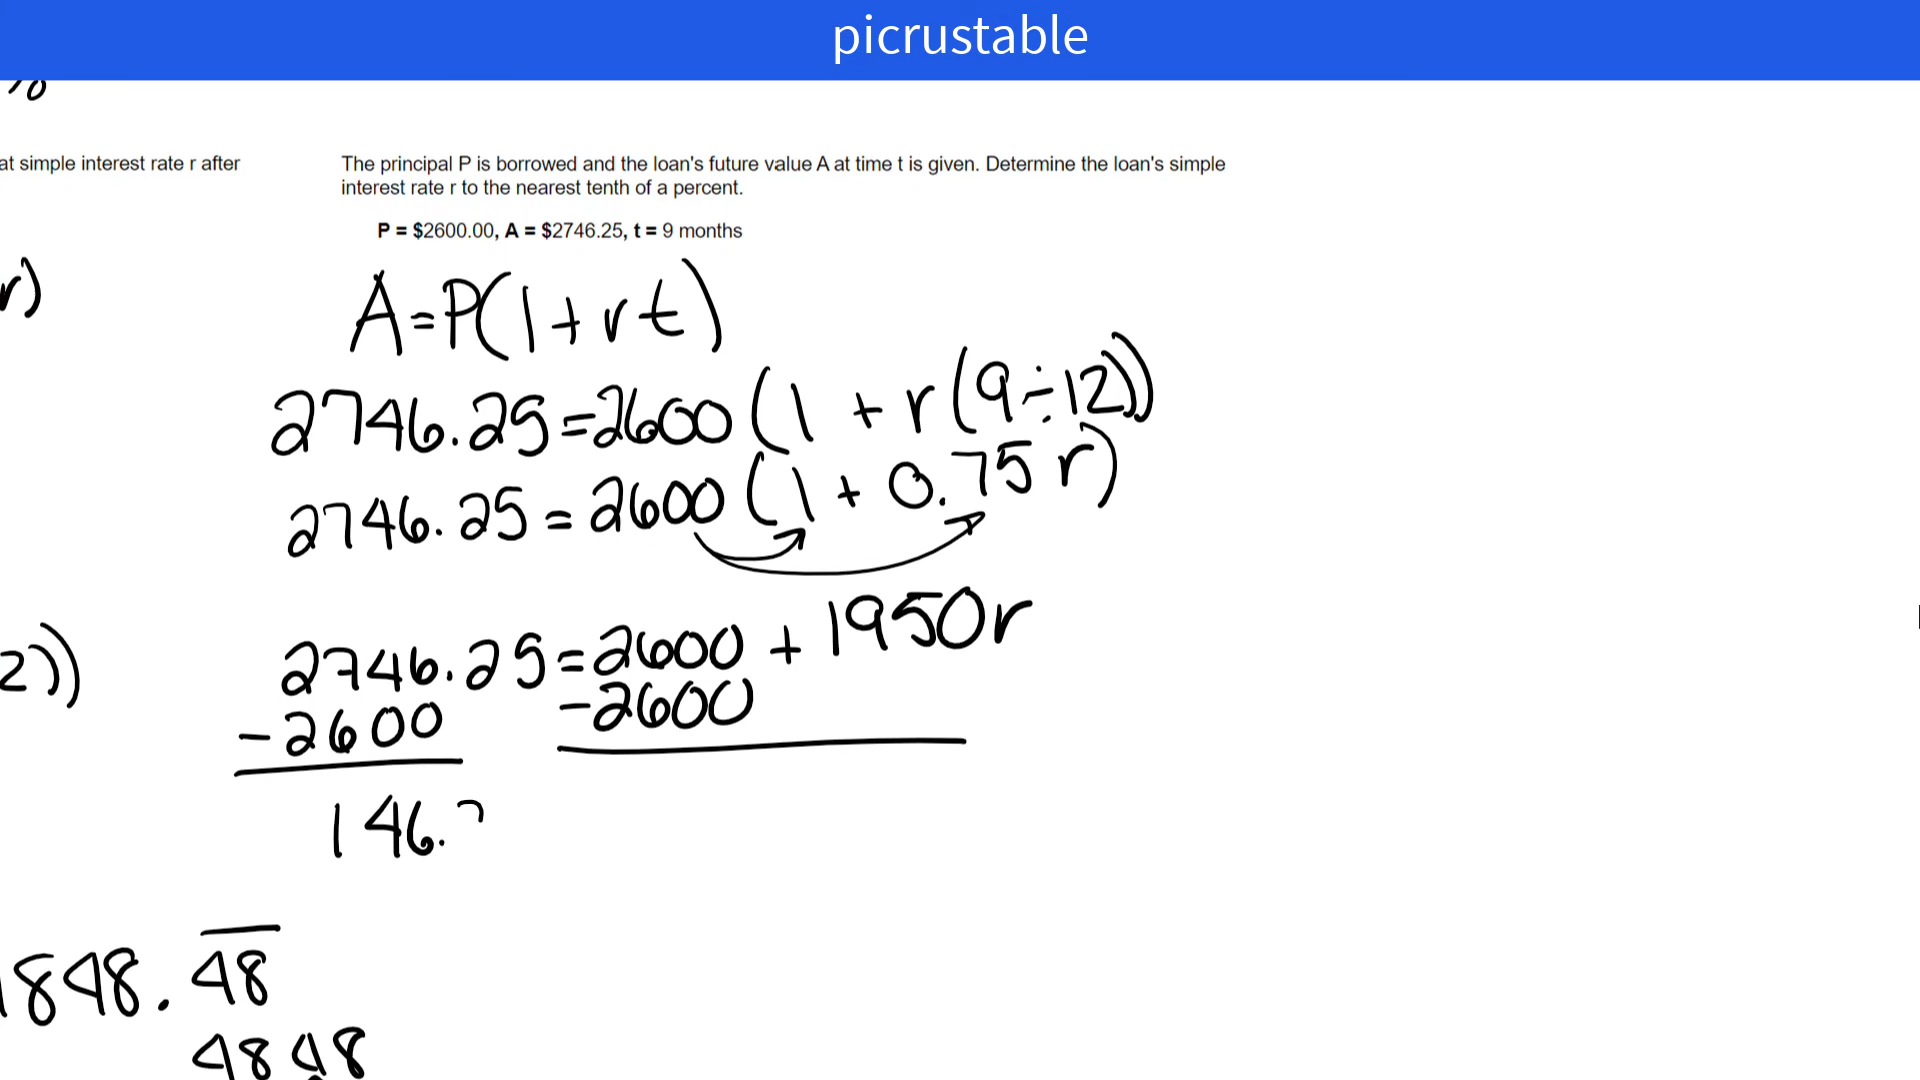 picrustable
%
at simple interest rate r after
The principal P is borrowed and the loan's future value A at time t is given. Determine the loan's simple
interest rate r to the nearest tenth of a percent.
P = $2600.00, A = $2746.25, t = 9 months
r)
A=P(1+rt)
2746.25=2600(1+r(9÷12))
2746.25=2600(1+0.75r)
2746.25=2600+1950r
2))
-2600 -2600
146.
1848.48
4848